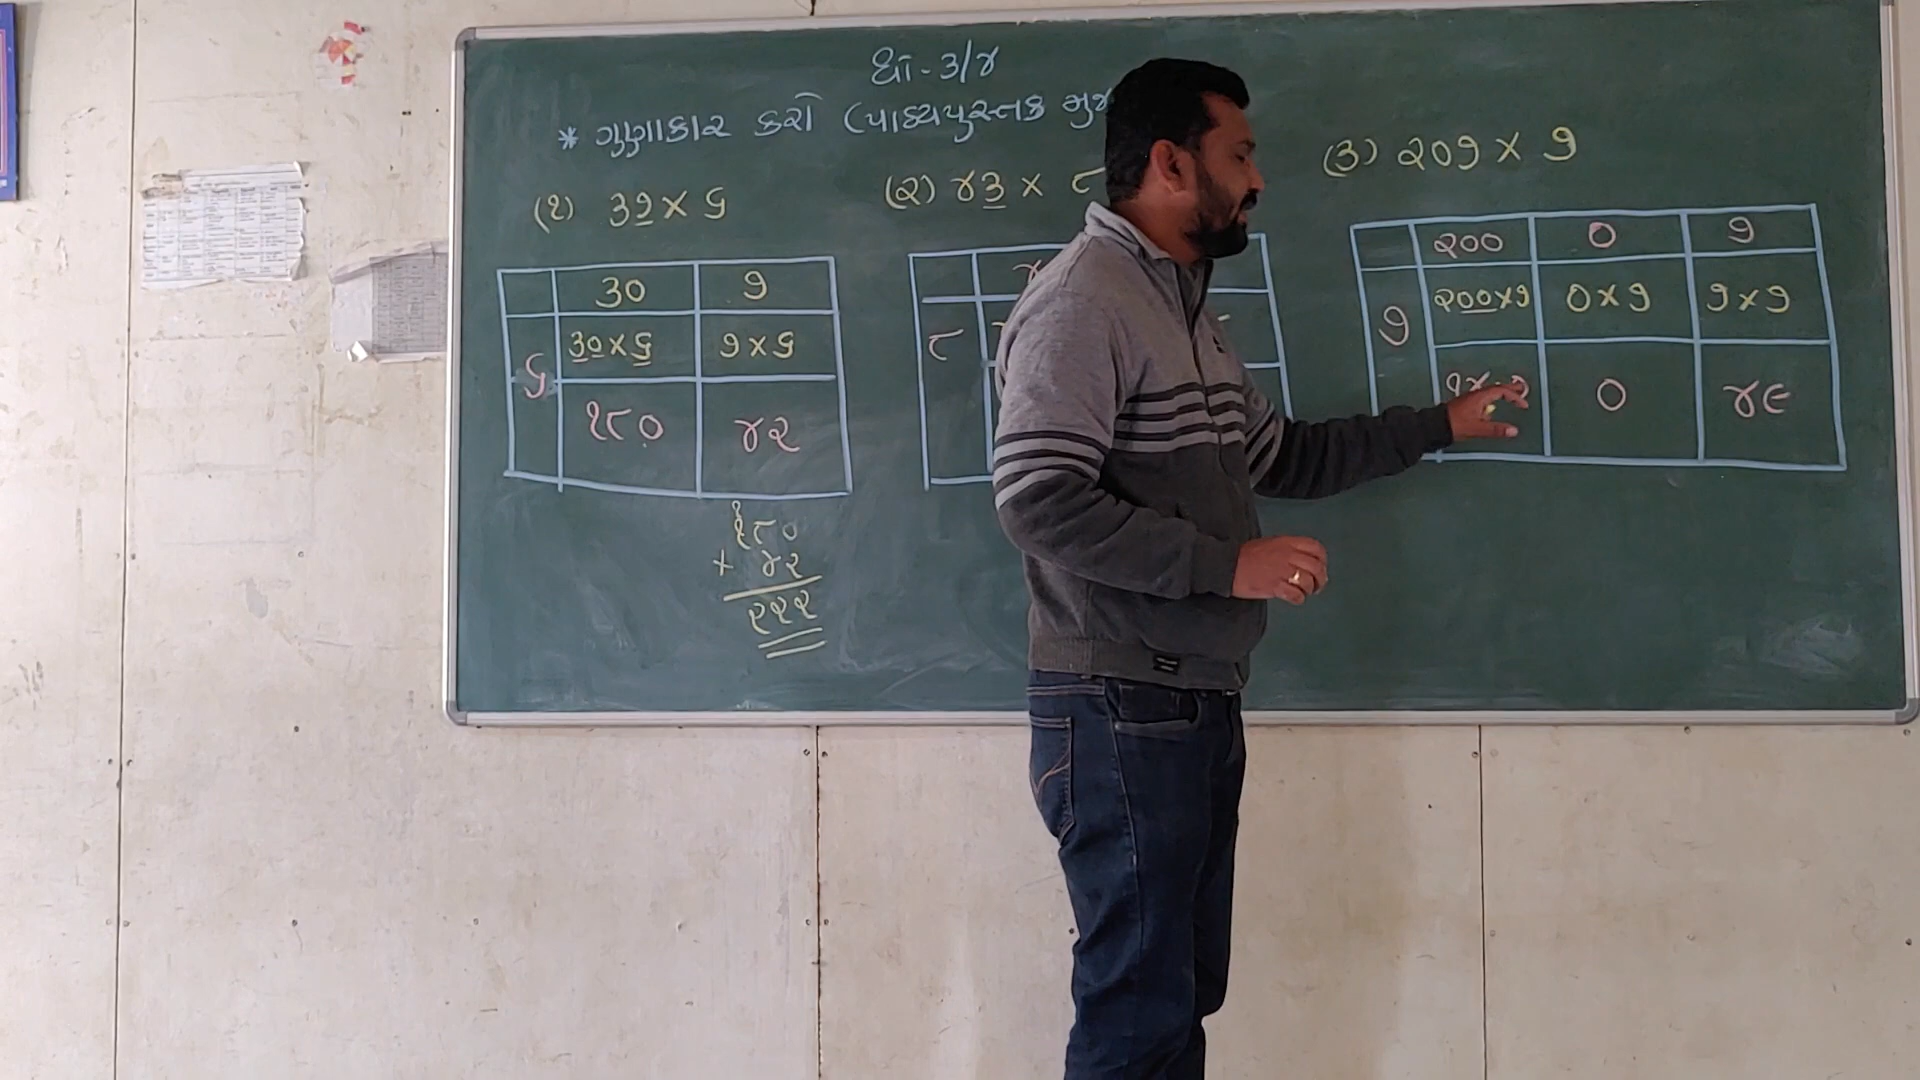 ધો-૩/૪
* ગુણાકાર કરો (પાઠ્યપુસ્તક મુજ
(૧) ૩૭ × ૬
૩૦ ૭
૬ ૩૦×૬ ૭×૬
૧૮૦ ૪૨
૧
૧૮૦
+ ૪૨
૨૨૨
(૨) ૪૩ × ૮
૮
(૩) ૨૦૭ × ૭
૨૦૦ ૦ ૭
૭ ૨૦૦×૭ ૦×૭ ૭×૭
૦ ૪૯